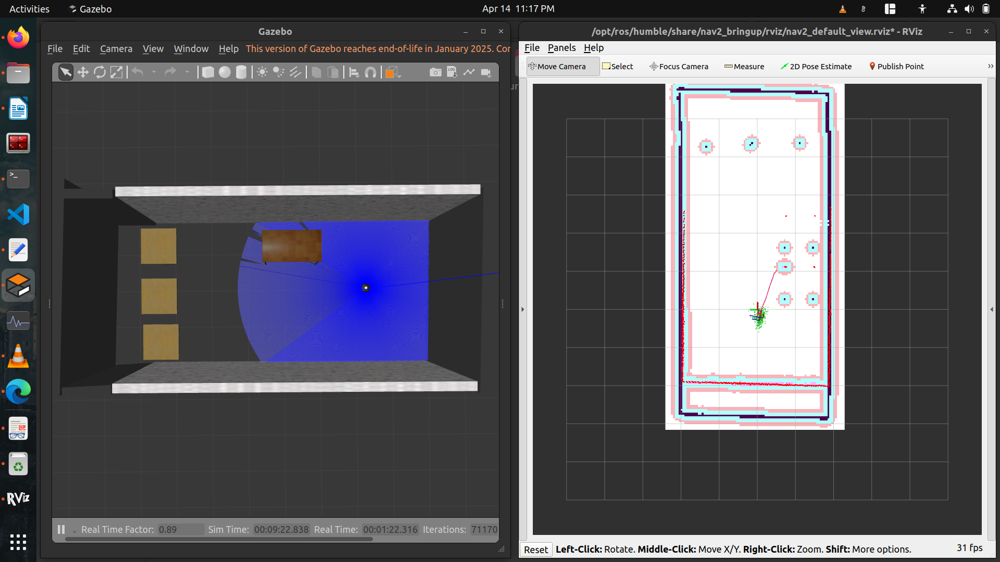 Activities Gazebo Apr 14 11:17 PM
Gazebo
File Edit Camera View Window Help This version of Gazebo reaches end-of-life in January 2025. Con
LOG
Real Time Factor: 0.89 Sim Time: 00:09:22.838 Real Time: 00:01:22.316 Iterations: 71170
/opt/ros/humble/share/nav2_bringup/rviz/nav2_default_view.rviz* - RViz
File Panels Help
Move Camera Select Focus Camera Measure 2D Pose Estimate Publish Point
Reset Left-Click: Rotate. Middle-Click: Move X/Y. Right-Click: Zoom. Shift: More options. 31 fps
RViz